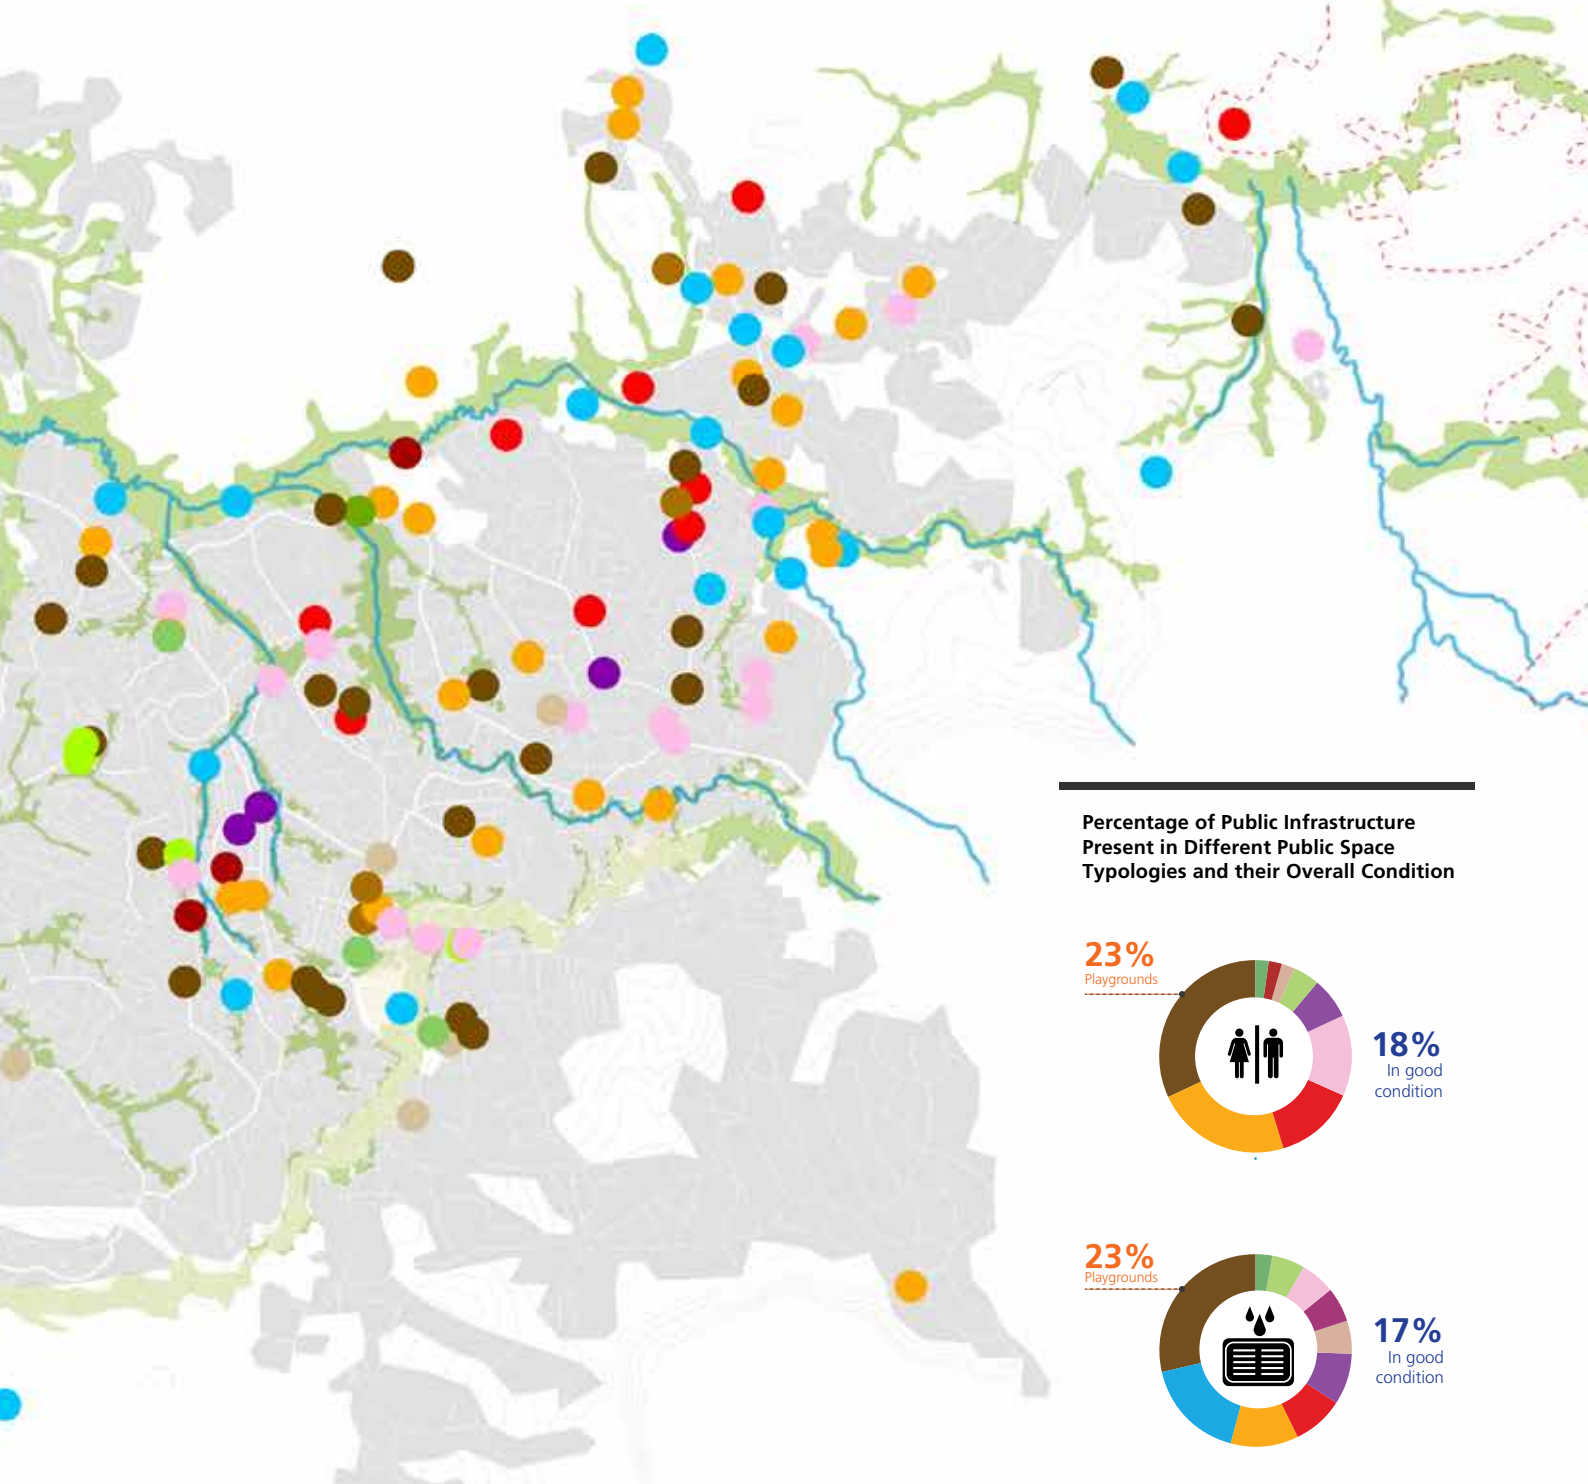 Percentage of Public Infrastructure
Present in Different Public Space
Typologies and their Overall Condition
23%
Playgrounds
18%
In good
condition
23%
Playgrounds
17%
In good
condition